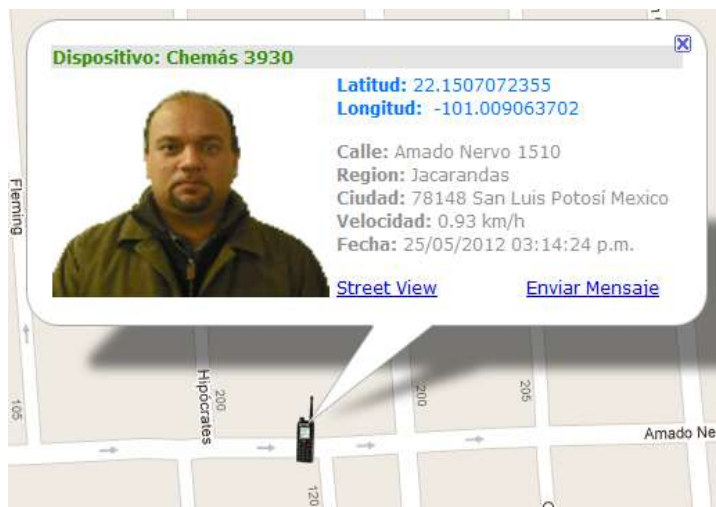 Dispositivo: Chemás 3930
Latitud: 22.1507072355
Longitud: -101.009063702
Calle: Amado Nervo 1510
Region: Jacarandas
Ciudad: 78148 San Luis Potosí Mexico
Velocidad: 0.93 km/h
Fecha: 25/05/2012 03:14:24 p.m.
Street View Enviar Mensaje
Fleming
105
Hipócrates
200
200
205
Amado Ne
120